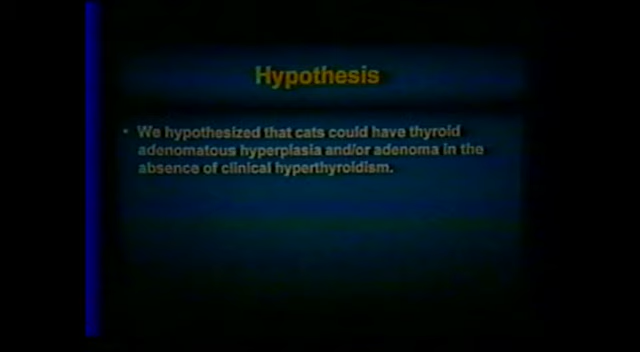 Hypothesis
• We hypothesized that cats could have thyroid
adenomatous hyperplasia and/or adenoma in the
absence of clinical hyperthyroidism.